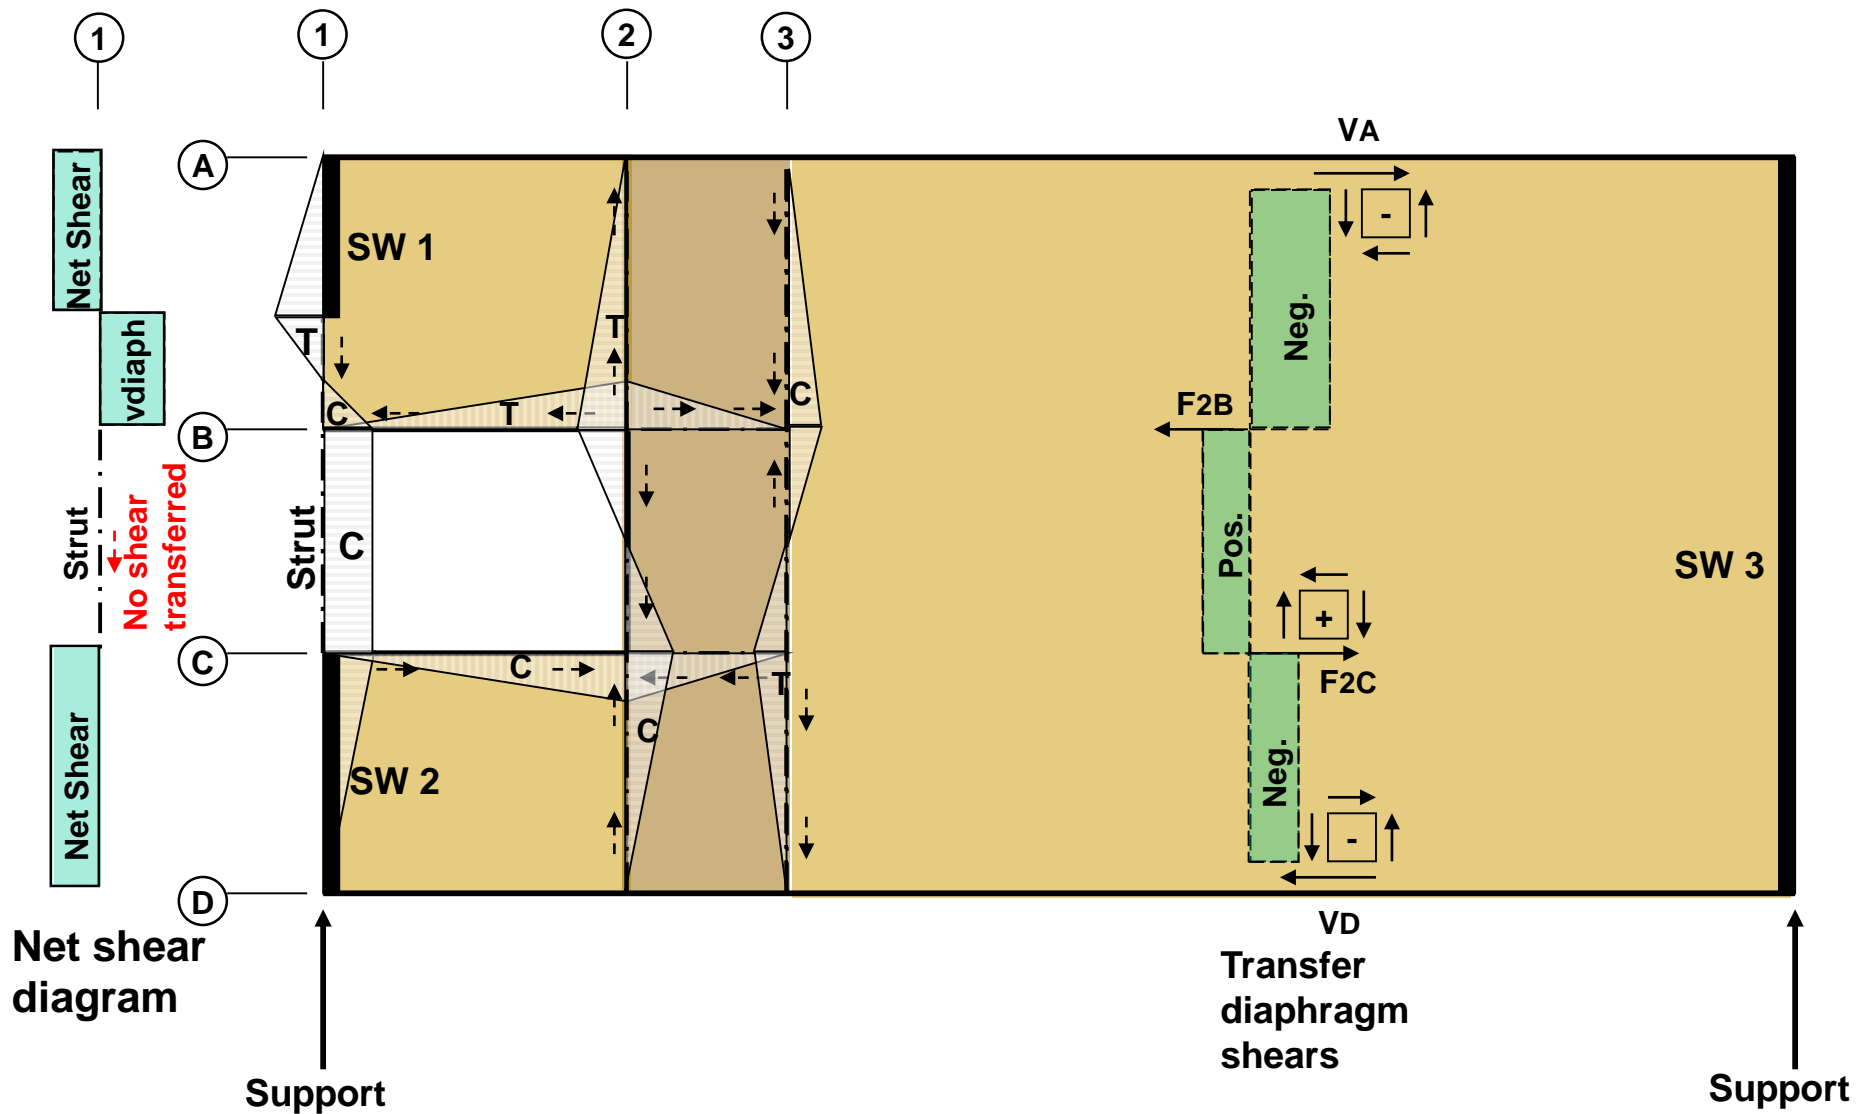 1
1
2
3
VA
A
Net Shear
SW 1
-
T
T
Neg.
vdiaph
C
T
C
F2B
B
Strut
No shear
transferred
Strut
C
Pos.
SW 3
+
C
C
T
F2C
Net Shear
C
SW 2
Neg.
-
D
VD
Net shear
diagram
Transfer
diaphragm
shears
Support
Support